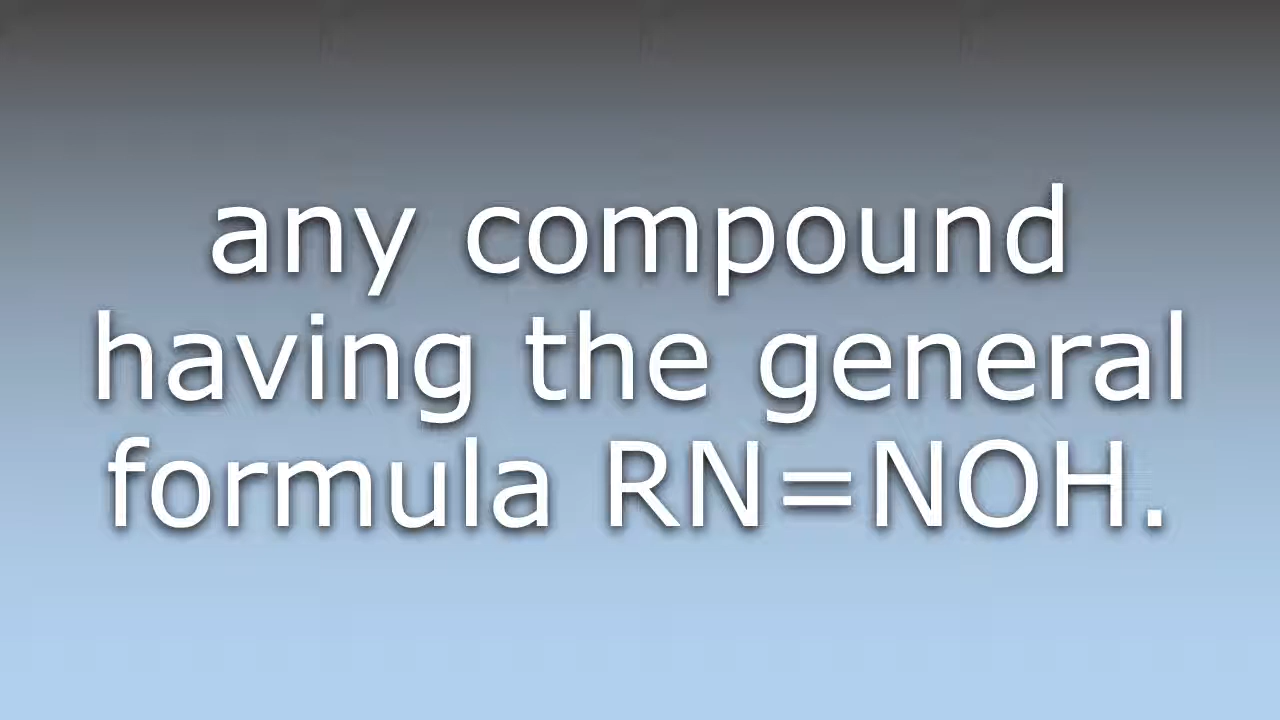 any compound
having the general
formula RN=NOH.